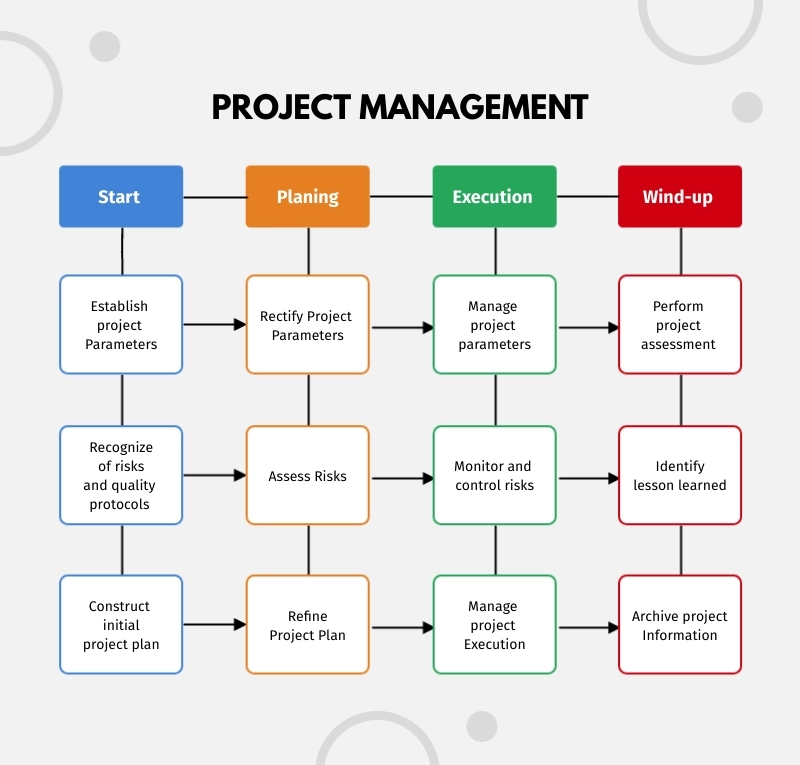 PROJECT MANAGEMENT
Start
Planing
Execution
Wind-up
Establish
project
Parameters
Rectify Project
Parameters
Manage
project
parameters
Perform
project
assessment
Recognize
of risks
and quality
protocols
Assess Risks
Monitor and
control risks
Identify
lesson learned
Construct
initial
project plan
Refine
Project Plan
Manage
project
Execution
Archive project
Information